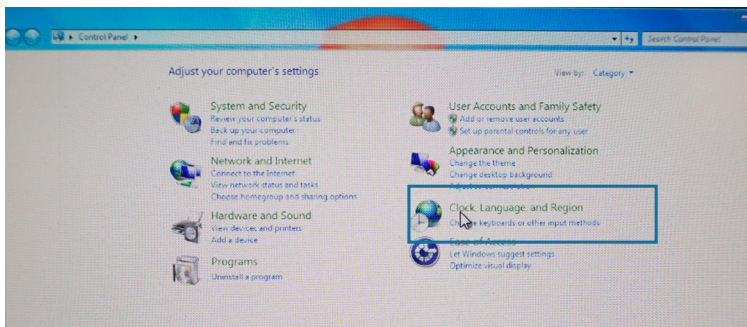 Control Panel
Search Control Panel
Adjust your computer's settings
View by: Category
System and Security
Review your computer's status
Back up your computer
Find and fix problems
Network and Internet
Connect to the Internet
View network status and tasks
Choose homegroup and sharing options
Hardware and Sound
View devices and printers
Add a device
Programs
Uninstall a program
User Accounts and Family Safety
Add or remove user accounts
Set up parental controls for any user
Appearance and Personalization
Change the theme
Change desktop background
Clock, Language, and Region
keyboards or other input methods
Ease of Access
Let Windows suggest settings
Optimize visual display